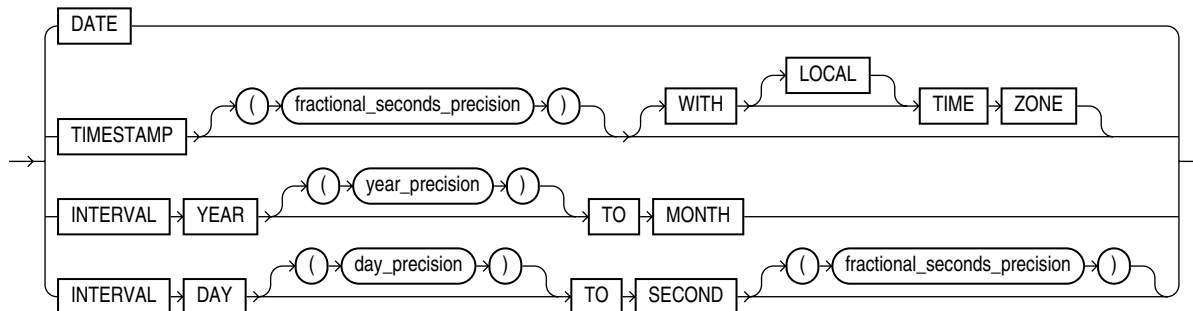 DATE
LOCAL
( fractional_seconds_precision ) WITH TIME ZONE
TIMESTAMP
( year_precision )
INTERVAL YEAR TO MONTH
( day_precision ) ( fractional_seconds_precision )
INTERVAL DAY TO SECOND